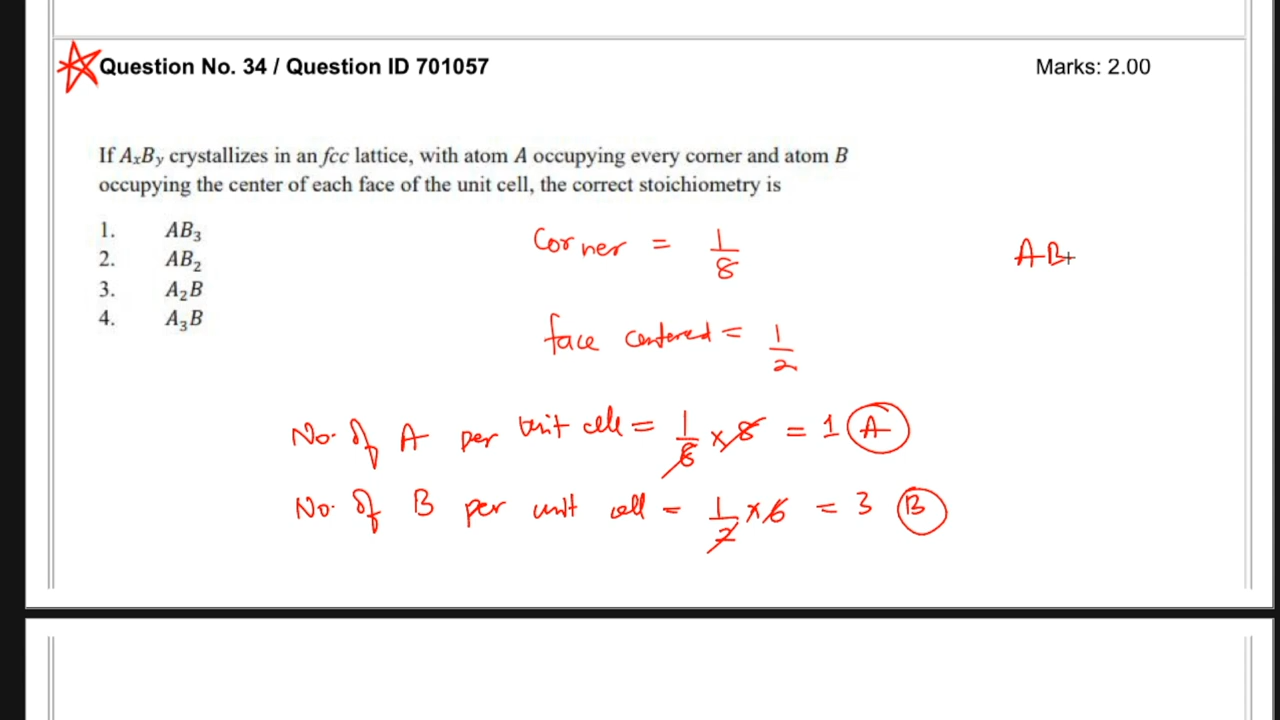 Question No. 34 / Question ID 701057 Marks: 2.00
If AₓBᵧ crystallizes in an fcc lattice, with atom A occupying every corner and atom B
occupying the center of each face of the unit cell, the correct stoichiometry is
1. AB₃
2. AB₂
3. A₂B
4. A₃B
Corner = 1/8
AB
face centered = 1/2
No. of A per unit cell = 1/8 × 8 = 1 A
No. of B per unit cell = 1/2 × 6 = 3 B